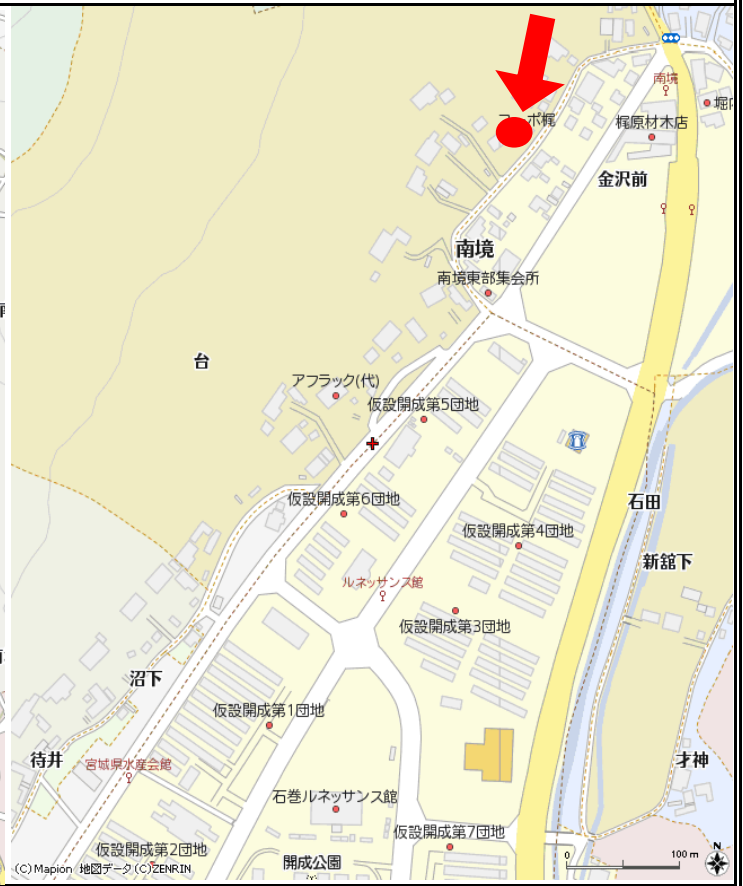 南境
堀内
コーポ梶
梶原材木店
金沢前
南境
南境東部集会所
台
アフラック(代)
仮設開成第5団地
仮設開成第6団地
石田
仮設開成第4団地
新舘下
ルネッサンス館
仮設開成第3団地
沼下
仮設開成第1団地
待井
宮城県水産会館
才神
石巻ルネッサンス館
仮設開成第7団地
仮設開成第2団地
開成公園
N
0
100 m
(C)Mapion 地図データ(C)ZENRIN